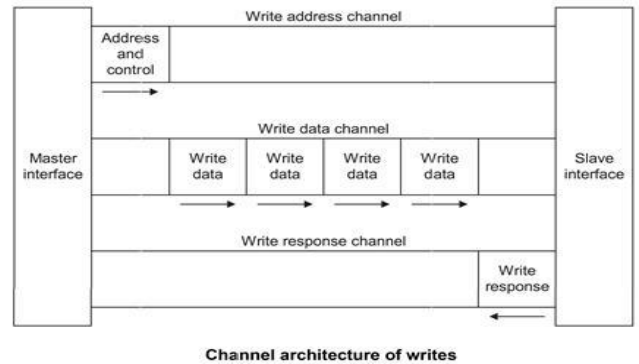 Write address channel
Address
and
control
Write data channel
Master
interface
Write
data
Write
data
Write
data
Write
data
Slave
interface
Write response channel
Write
response
Channel architecture of writes